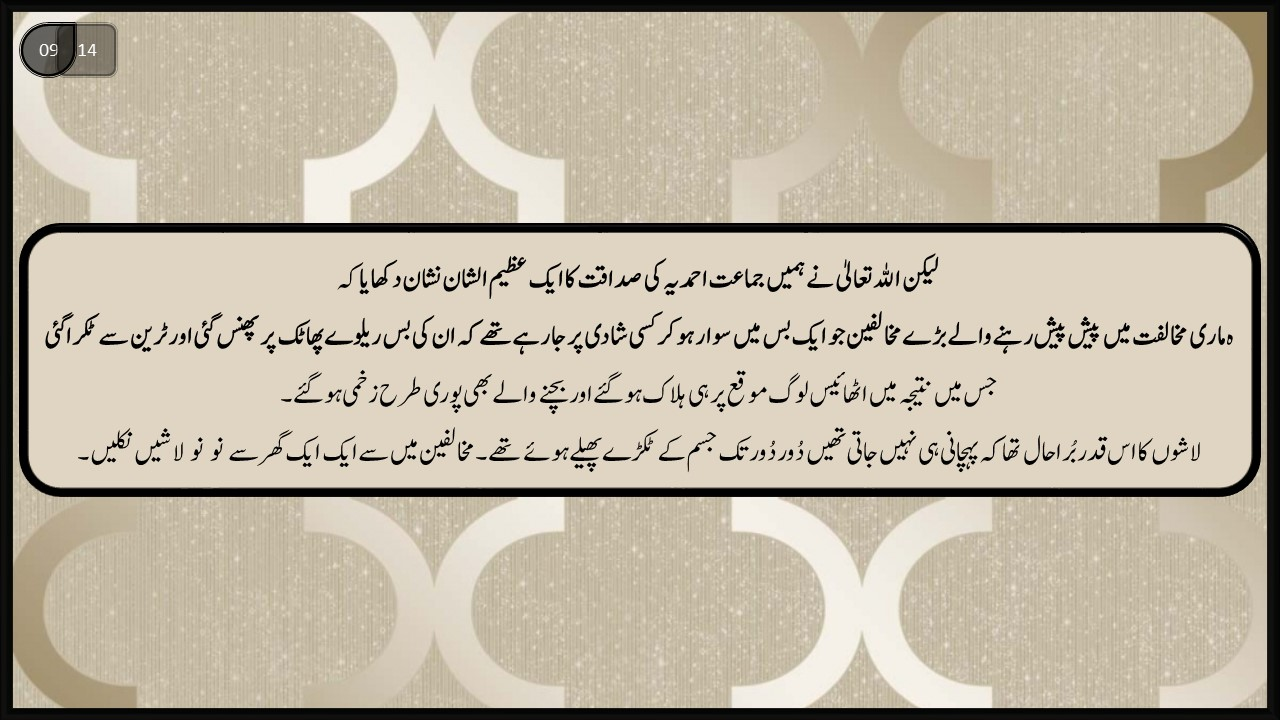 09 14
لیکن اللہ تعالیٰ نے ہمیں جماعت احمدیہ کی صداقت کا ایک عظیم الشان نشان دکھایا کہ
ہماری مخالفت میں پیش پیش رہنے والے بڑے مخالفین جو ایک بس میں سوار ہو کر کسی شادی پر جا رہے تھے کہ ان کی بس ریلوے پھاٹک پر پھنس گئی اور ٹرین سے ٹکرا گئی
جس میں نتیجہ میں اٹھائیس لوگ موقع پر ہی ہلاک ہو گئے اور بچنے والے بھی پوری طرح زخمی ہو گئے۔
لاشوں کا اس قدر بُرا حال تھا کہ پہچانی ہی نہیں جاتی تھیں دُور دُور تک جسم کے ٹکڑے پھیلے ہوئے تھے۔ مخالفین میں سے ایک ایک گھر سے نو نو لاشیں نکلیں۔